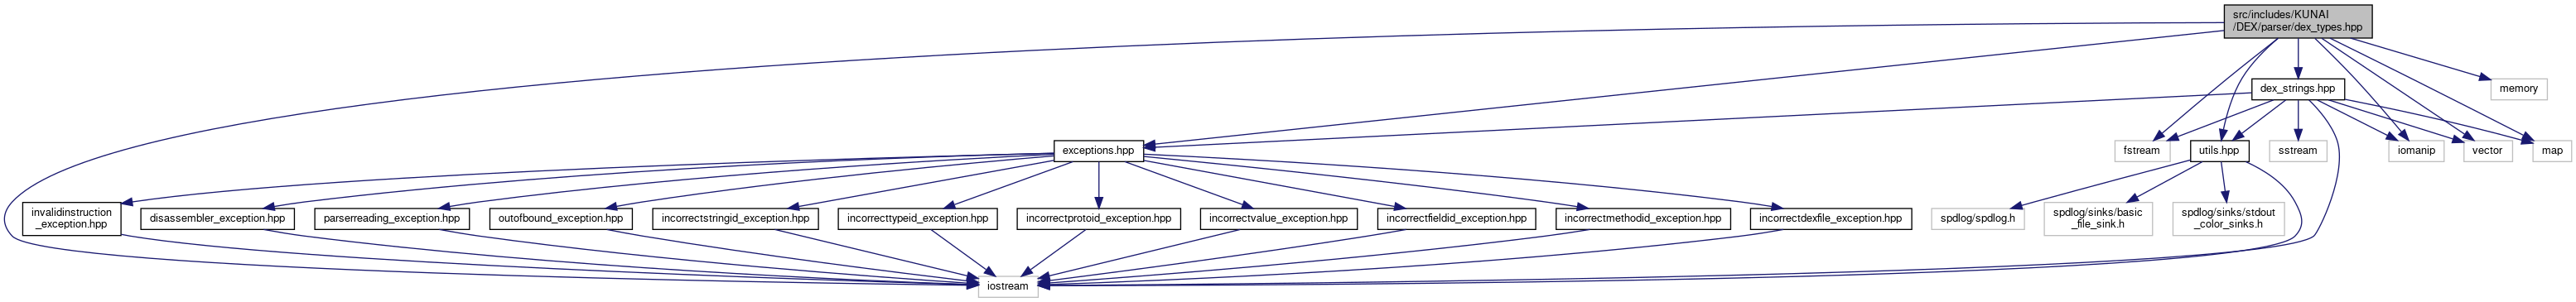 src/includes/KUNAI
/DEX/parser/dex_types.hpp
memory
dex_strings.hpp
exceptions.hpp
fstream
utils.hpp
sstream
iomanip
vector
map
invalidinstruction
_exception.hpp
disassembler_exception.hpp
parserreading_exception.hpp
outofbound_exception.hpp
incorrectstringid_exception.hpp
incorrecttypeid_exception.hpp
incorrectprotoid_exception.hpp
incorrectvalue_exception.hpp
incorrectfieldid_exception.hpp
incorrectmethodid_exception.hpp
incorrectdexfile_exception.hpp
spdlog/spdlog.h
spdlog/sinks/basic
_file_sink.h
spdlog/sinks/stdout
_color_sinks.h
iostream